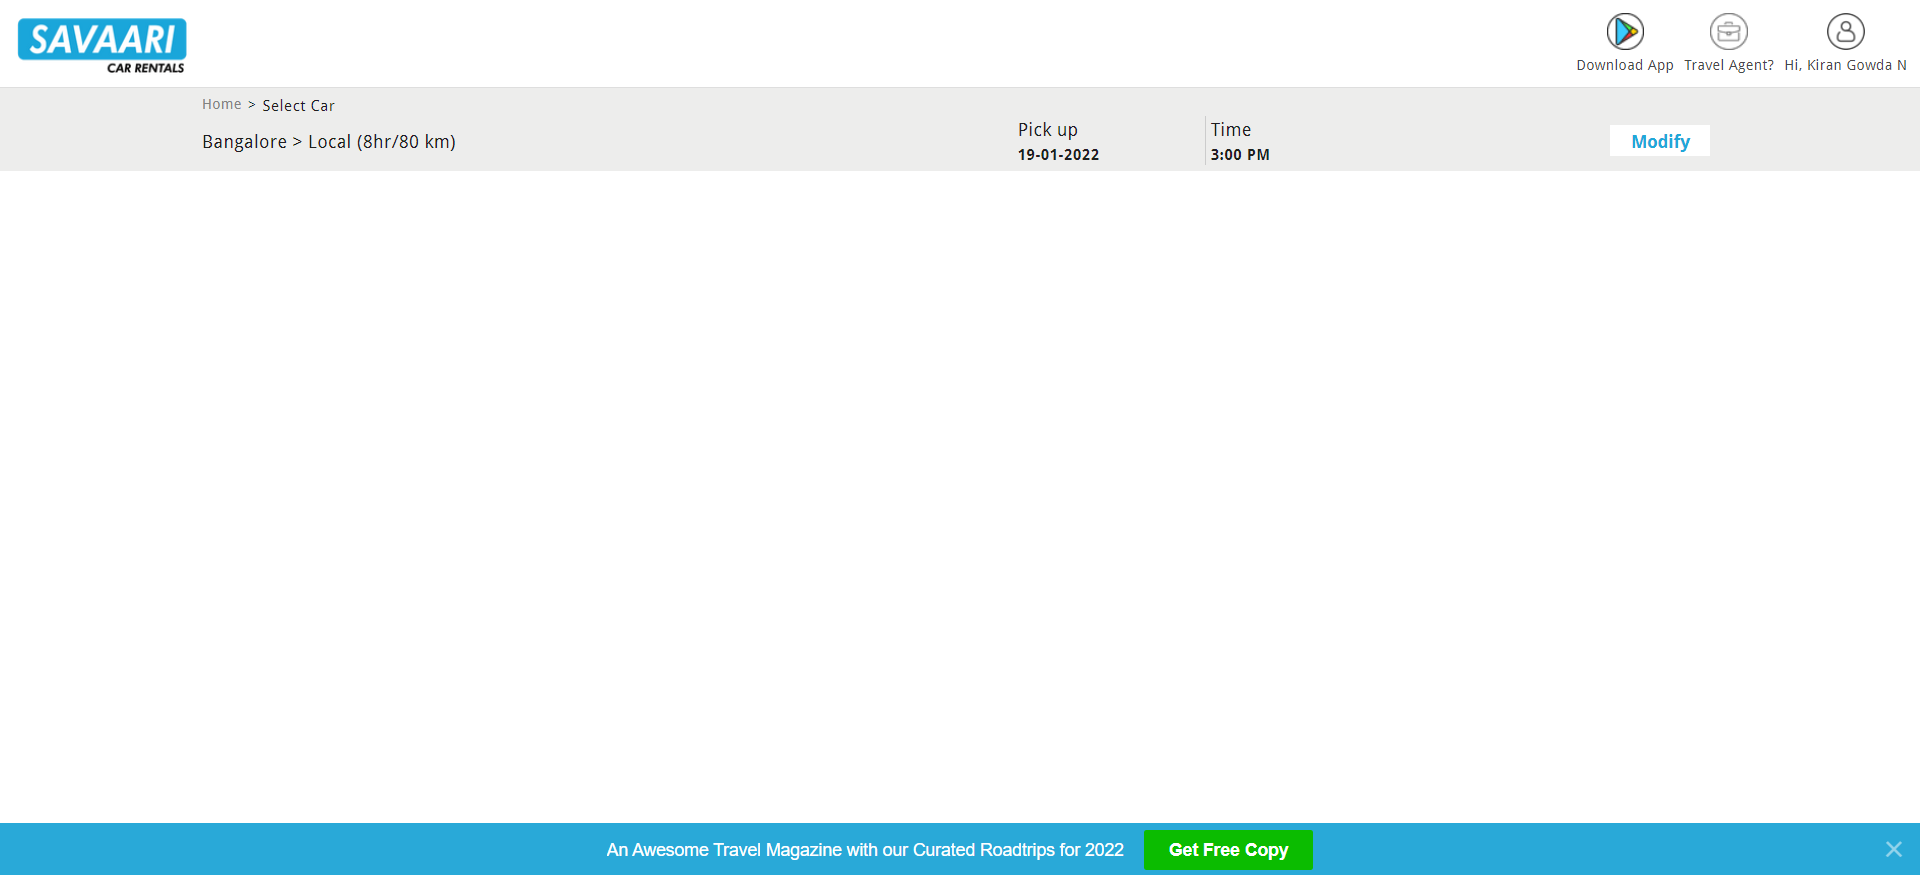 SAVAARI
CAR RENTALS
Download App
Travel Agent?
Hi, Kiran Gowda N
Home > Select Car
Bangalore > Local (8hr/80 km)
Pick up
19-01-2022
Time
3:00 PM
Modify
An Awesome Travel Magazine with our Curated Roadtrips for 2022
Get Free Copy